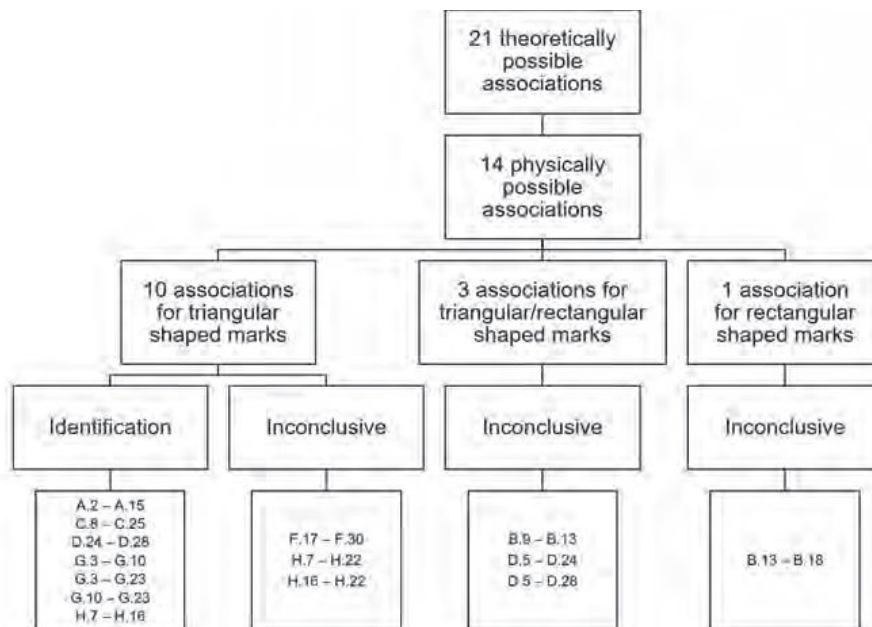 21 theoretically
possible
associations
14 physically
possible
associations
10 associations
for triangular
shaped marks
3 associations for
triangular/rectangular
shaped marks
1 association
for rectangular
shaped marks
Identification
Inconclusive
Inconclusive
Inconclusive
A.2 – A.15
C.8 – C.25
D.24 – D.28
G.3 – G.10
G.3 – G.23
G.10 – G.23
H.7 – H.16
F.17 – F.30
H.7 – H.22
H.16 – H.22
B.9 – B.13
D.5 – D.24
D.5 – D.28
B.13 – B.18